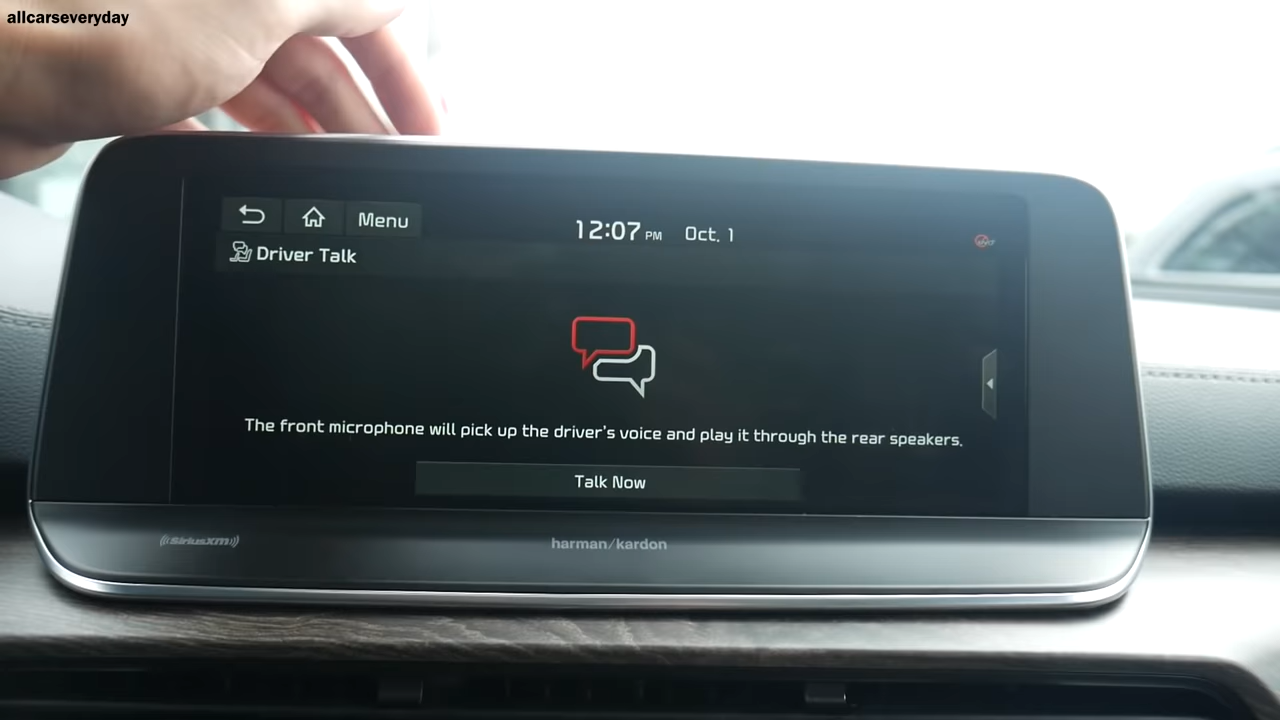 allcarseveryday
Menu
12:07 PM Oct. 1
Driver Talk
The front microphone will pick up the driver's voice and play it through the rear speakers.
Talk Now
((SiriusXM))
harman/kardon